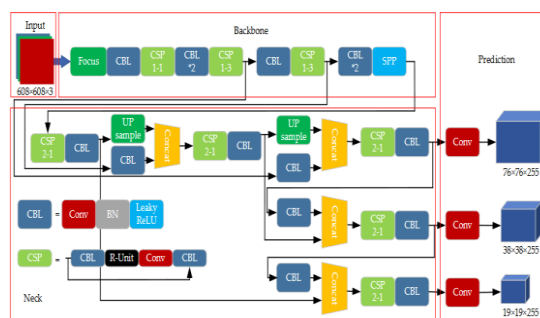 Input
Backbone
608×608×3
Focus
CBL
CSP
1-1
CBL
*2
CSP
1-3
CBL
CSP
1-3
CBL
*2
SPP
Prediction
CSP
2-1
CBL
UP
sample
CBL
Concat
CSP
2-1
CBL
UP
sample
CBL
Concat
CSP
2-1
CBL
Conv
76×76×255
CBL
=
Conv
BN
Leaky
ReLU
CBL
Concat
CSP
2-1
CBL
Conv
38×38×255
CSP
=
CBL
R-Unit
Conv
CBL
CBL
Concat
CSP
2-1
CBL
Conv
19×19×255
Neck